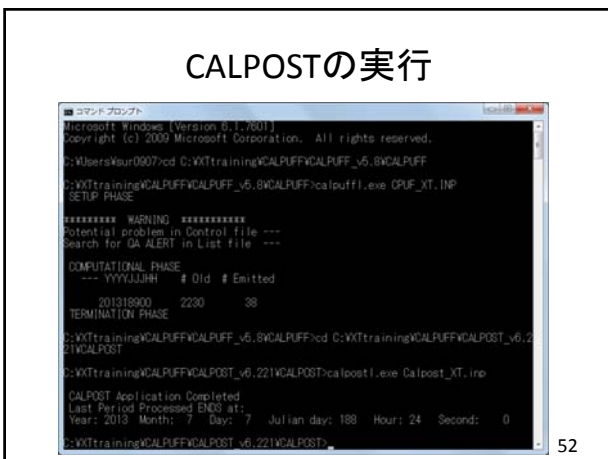 CALPOSTの実行
コマンド プロンプト
Microsoft Windows [Version 6.1.7601]
Copyright (c) 2009 Microsoft Corporation.  All rights reserved.
C:¥Users¥sur0907>cd C:¥XTtraining¥CALPUFF¥CALPUFF_v5.8¥CALPUFF
C:¥XTtraining¥CALPUFF¥CALPUFF_v5.8¥CALPUFF>calpuffl.exe CPUF_XT.INP
SETUP PHASE
********* WARNING ***********
Potential problem in Control file ---
Search for QA ALERT in List file  ---
COMPUTATIONAL PHASE
--- YYYYJJJHH   # Old  # Emitted
201318900   2230   38
TERMINATION PHASE
C:¥XTtraining¥CALPUFF¥CALPUFF_v5.8¥CALPUFF>cd C:¥XTtraining¥CALPUFF¥CALPOST_v6.2
21¥CALPOST
C:¥XTtraining¥CALPUFF¥CALPOST_v6.221¥CALPOST>calpostl.exe Calpost_XT.inp
CALPOST Application Completed
Last Period Processed ENDS at:
Year: 2013  Month:  7  Day:  7  Julian day: 188  Hour: 24  Second:    0
C:¥XTtraining¥CALPUFF¥CALPOST_v6.221¥CALPOST>_
52